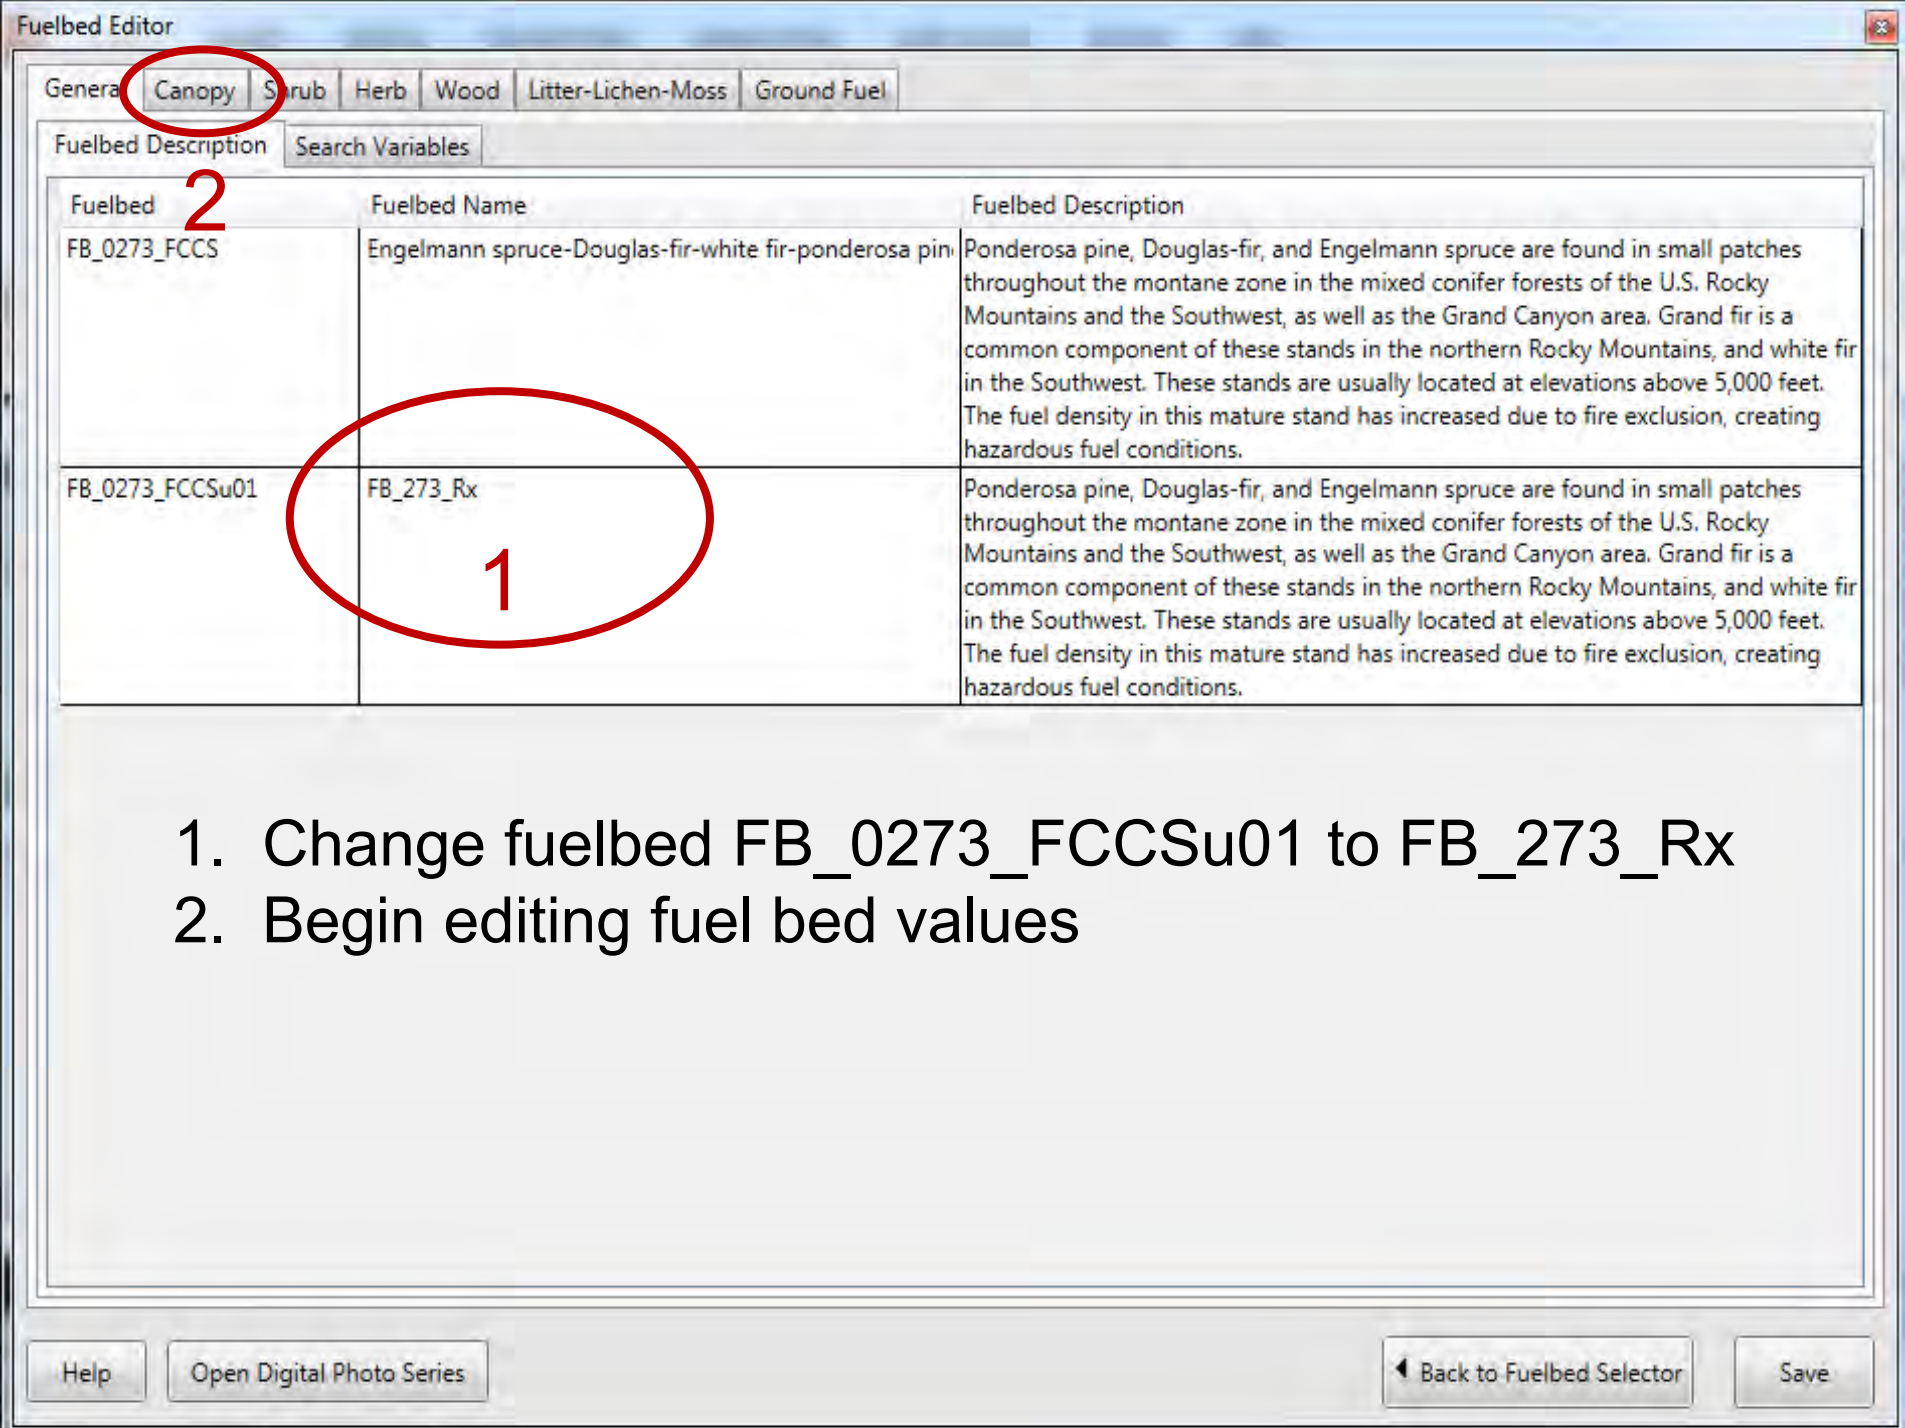 Fuelbed Editor
General Canopy Shrub Herb Wood Litter-Lichen-Moss Ground Fuel
Fuelbed Description Search Variables
2
Fuelbed Fuelbed Name Fuelbed Description
FB_0273_FCCS Engelmann spruce-Douglas-fir-white fir-ponderosa pin
Ponderosa pine, Douglas-fir, and Engelmann spruce are found in small patches
throughout the montane zone in the mixed conifer forests of the U.S. Rocky
Mountains and the Southwest, as well as the Grand Canyon area. Grand fir is a
common component of these stands in the northern Rocky Mountains, and white fir
in the Southwest. These stands are usually located at elevations above 5,000 feet.
The fuel density in this mature stand has increased due to fire exclusion, creating
hazardous fuel conditions.
FB_0273_FCCSu01 FB_273_Rx
1
Ponderosa pine, Douglas-fir, and Engelmann spruce are found in small patches
throughout the montane zone in the mixed conifer forests of the U.S. Rocky
Mountains and the Southwest, as well as the Grand Canyon area. Grand fir is a
common component of these stands in the northern Rocky Mountains, and white fir
in the Southwest. These stands are usually located at elevations above 5,000 feet.
The fuel density in this mature stand has increased due to fire exclusion, creating
hazardous fuel conditions.
1. Change fuelbed FB_0273_FCCSu01 to FB_273_Rx
2. Begin editing fuel bed values
Help Open Digital Photo Series Back to Fuelbed Selector Save